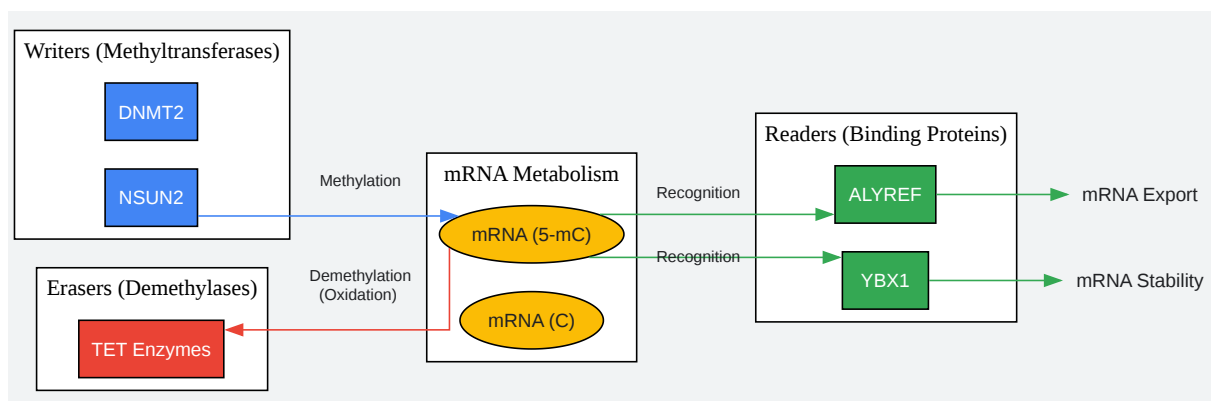 Writers (Methyltransferases)
DNMT2
NSUN2
Methylation
Erasers (Demethylases)
TET Enzymes
Demethylation
(Oxidation)
mRNA Metabolism
mRNA (5-mC)
mRNA (C)
Recognition
Recognition
Readers (Binding Proteins)
ALYREF
YBX1
mRNA Export
mRNA Stability